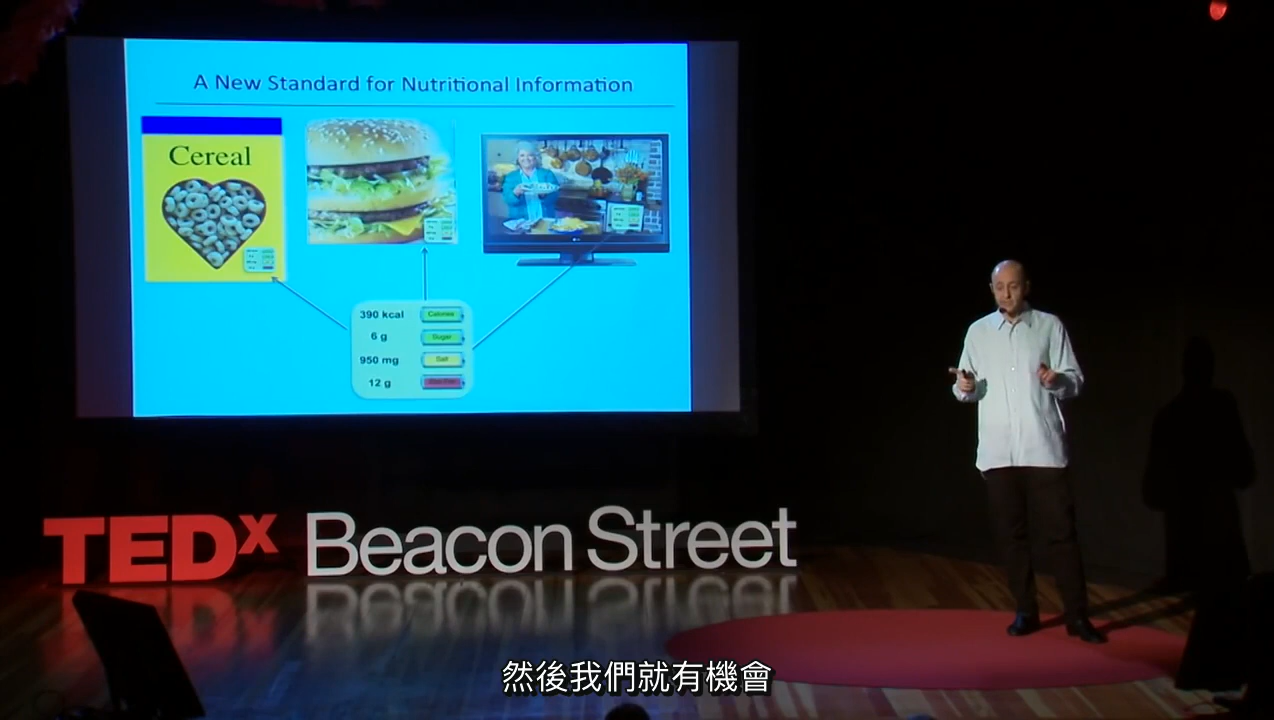 A New Standard for Nutritional Information
Cereal
390 kcal Calories
6 g Sugar
950 mg Salt
12 g
TEDx Beacon Street
然後我們就有機會